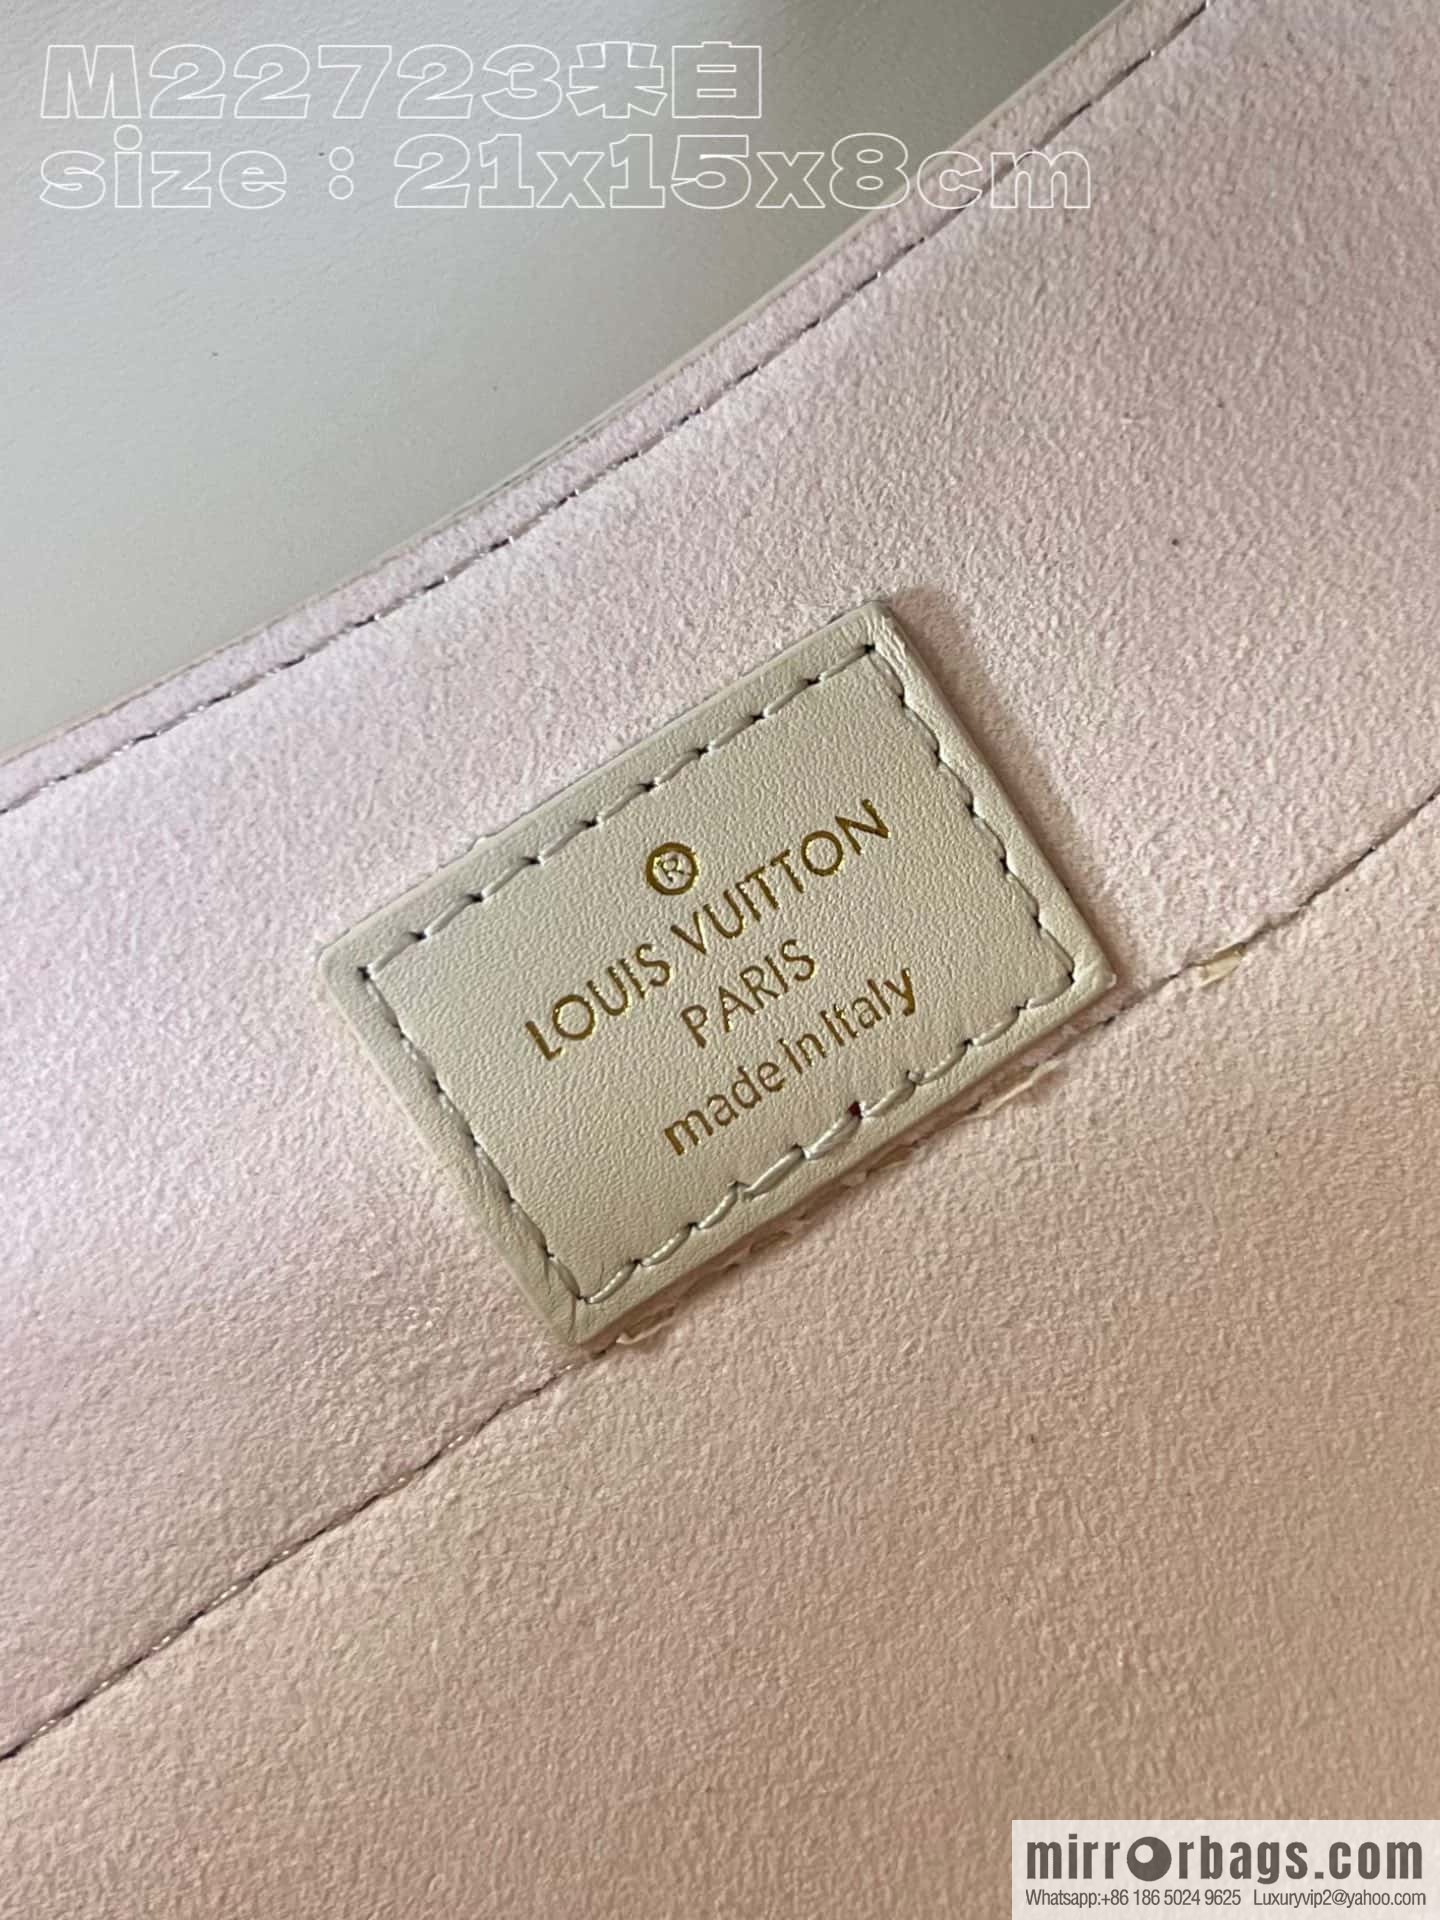 M22723米白
size：21x15x8cm
®
LOUIS VUITTON
PARIS
made in Italy
mirrorbags.com
Whatsapp:+86 186 5024 9625 Luxuryvip2@yahoo.com